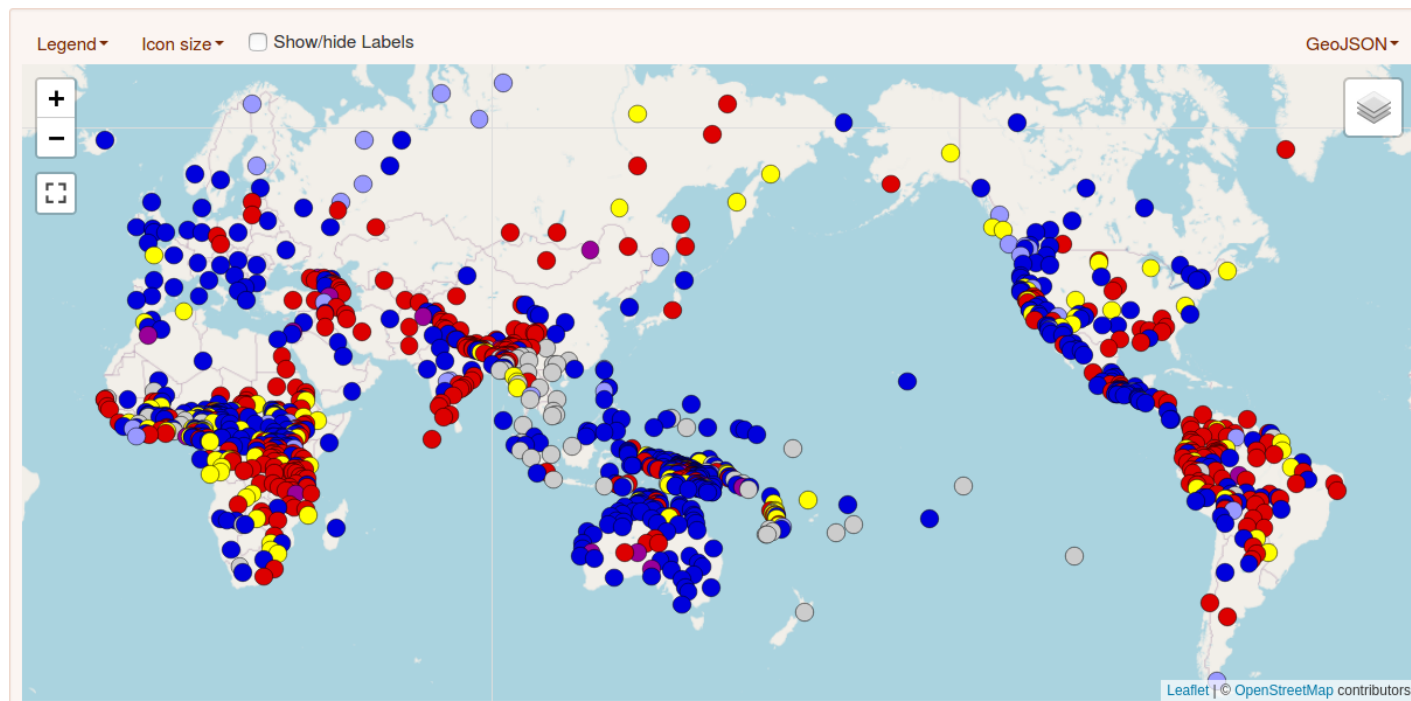 Legend Icon size Show/hide Labels GeoJSON
+
−
Leaflet | © OpenStreetMap contributors